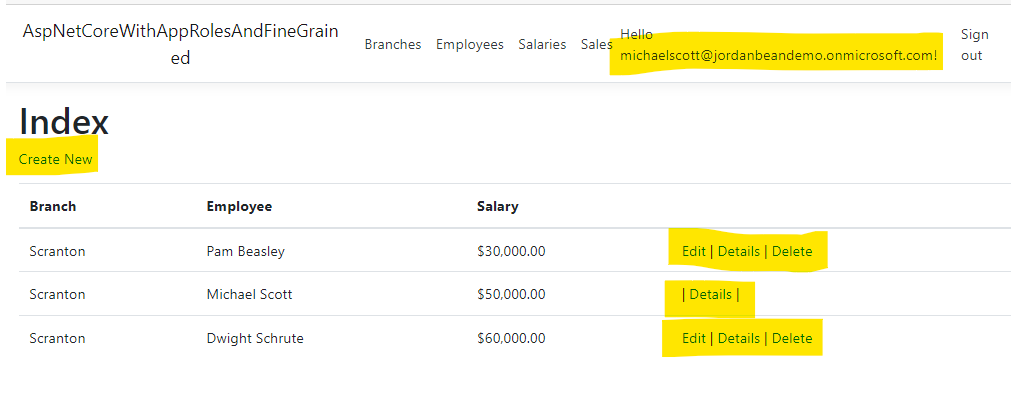 AspNetCoreWithAppRolesAndFineGrain
ed
Branches Employees Salaries Sales Hello
michaelscott@jordanbeandemo.onmicrosoft.com!
Sign
out
Index
Create New
Branch Employee Salary
Scranton Pam Beasley $30,000.00 Edit | Details | Delete
Scranton Michael Scott $50,000.00 | Details |
Scranton Dwight Schrute $60,000.00 Edit | Details | Delete